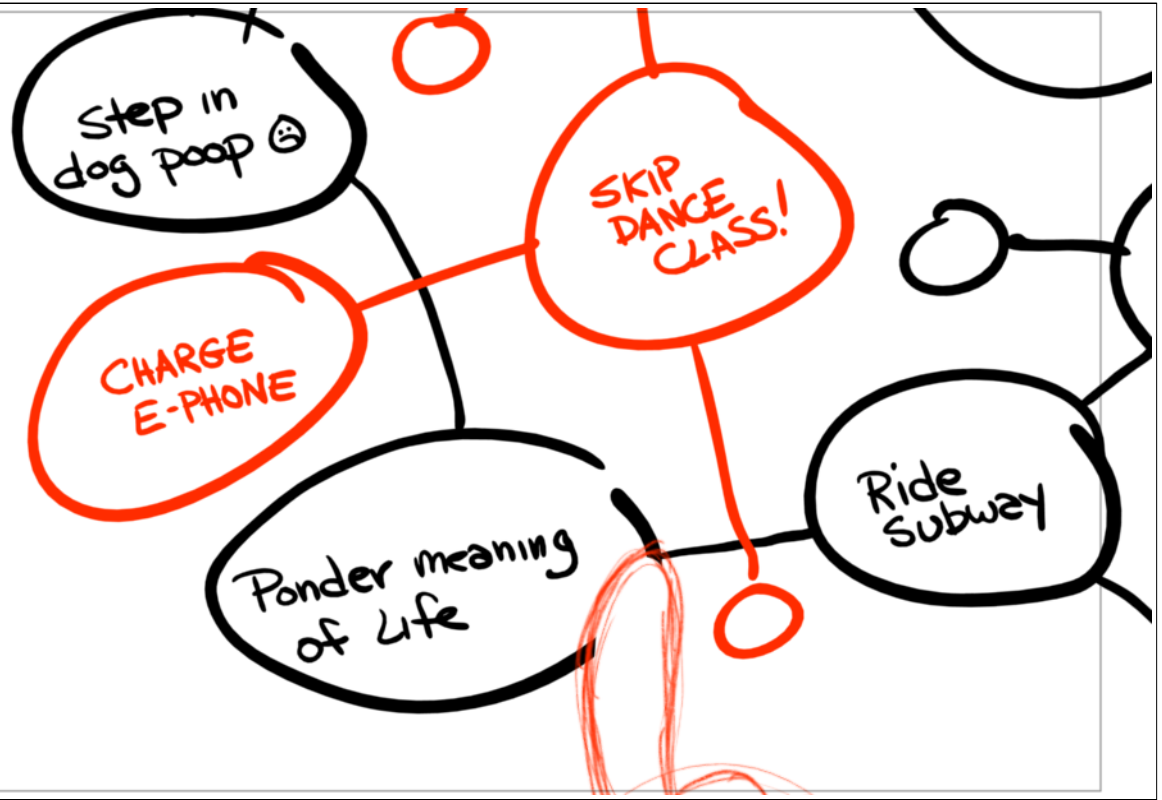 Step in
dog poop
SKIP
DANCE
CLASS!
CHARGE
E-PHONE
Ride
subway
Ponder meaning
of Life